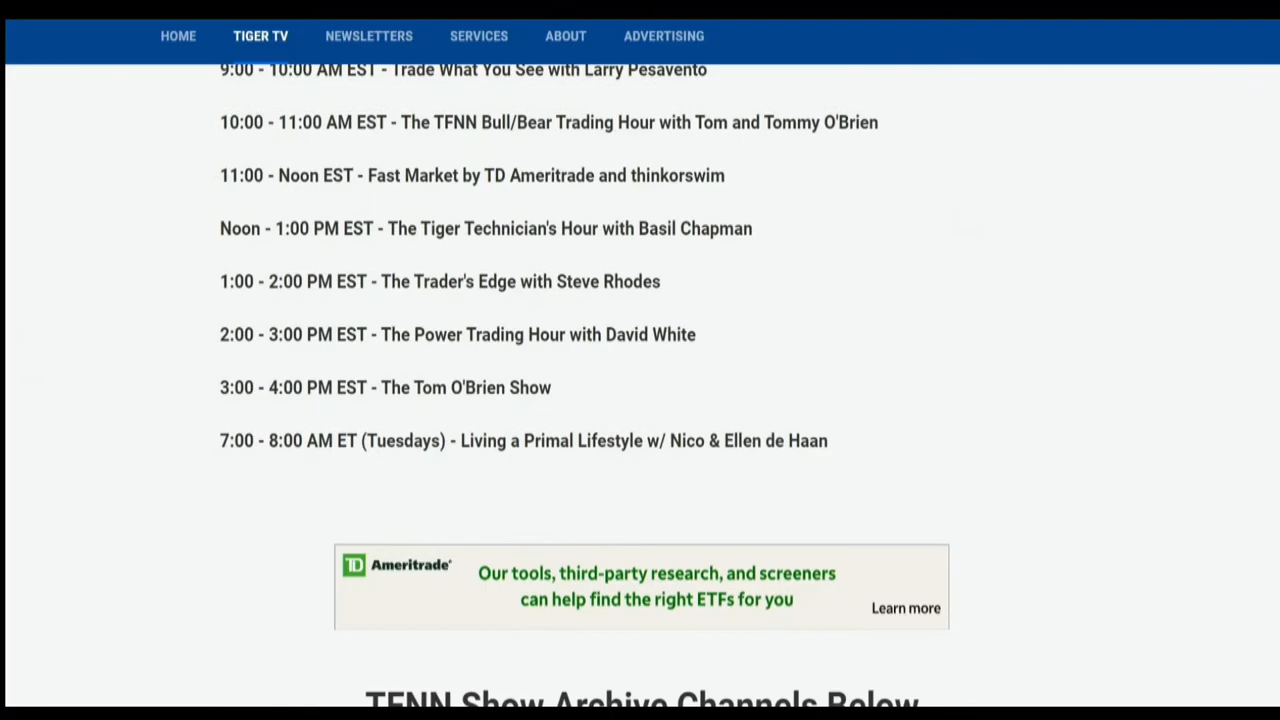 HOME TIGER TV NEWSLETTERS SERVICES ABOUT ADVERTISING
9:00 - 10:00 AM EST - Trade What You See with Larry Pesavento
10:00 - 11:00 AM EST - The TFNN Bull/Bear Trading Hour with Tom and Tommy O'Brien
11:00 - Noon EST - Fast Market by TD Ameritrade and thinkorswim
Noon - 1:00 PM EST - The Tiger Technician's Hour with Basil Chapman
1:00 - 2:00 PM EST - The Trader's Edge with Steve Rhodes
2:00 - 3:00 PM EST - The Power Trading Hour with David White
3:00 - 4:00 PM EST - The Tom O'Brien Show
7:00 - 8:00 AM ET (Tuesdays) - Living a Primal Lifestyle w/ Nico & Ellen de Haan
TD Ameritrade
Our tools, third-party research, and screeners
can help find the right ETFs for you
Learn more
TFNN Show Archive Channels Below